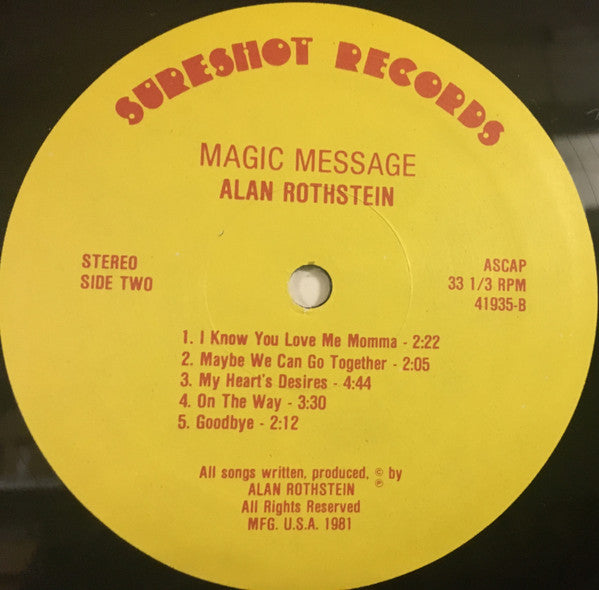 SURESHOT RECORDS
MAGIC MESSAGE
ALAN ROTHSTEIN
STEREO
SIDE TWO
ASCAP
33 1/3 RPM
41935-B
1. I Know You Love Me Momma - 2:22
2. Maybe We Can Go Together - 2:05
3. My Heart's Desires - 4:44
4. On The Way - 3:30
5. Goodbye - 2:12
All songs written, produced, © ℗ by
ALAN ROTHSTEIN
All Rights Reserved
MFG. U.S.A. 1981